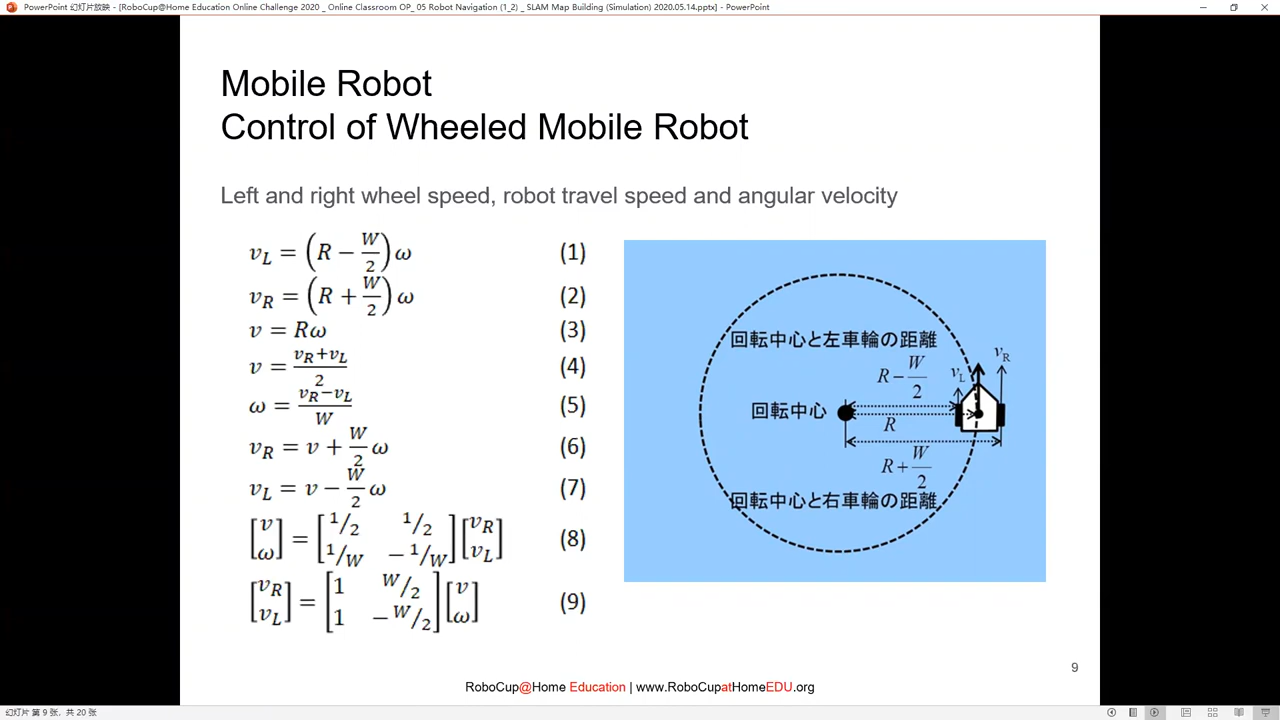 PowerPoint 幻灯片放映 - [RoboCup@Home Education Online Challenge 2020 _ Online Classroom OP_ 05 Robot Navigation (1_2) _ SLAM Map Building (Simulation) 2020.05.14.pptx] - PowerPoint
Mobile Robot
Control of Wheeled Mobile Robot
Left and right wheel speed, robot travel speed and angular velocity
v_L = (R − W/2) ω (1)
v_R = (R + W/2) ω (2)
v = Rω (3)
v = (v_R+v_L)/2 (4)
ω = (v_R−v_L)/W (5)
v_R = v + W/2 ω (6)
v_L = v − W/2 ω (7)
[v ω] = [1/2 1/2 1/W −1/W] [v_R v_L] (8)
[v_R v_L] = [1 W/2 1 −W/2] [v ω] (9)
回転中心と左車輪の距離
R − W/2
v_L
v_R
回転中心
R
R + W/2
回転中心と右車輪の距離
9
RoboCup@Home Education | www.RoboCupatHomeEDU.org
幻灯片 第 9 张，共 20 张